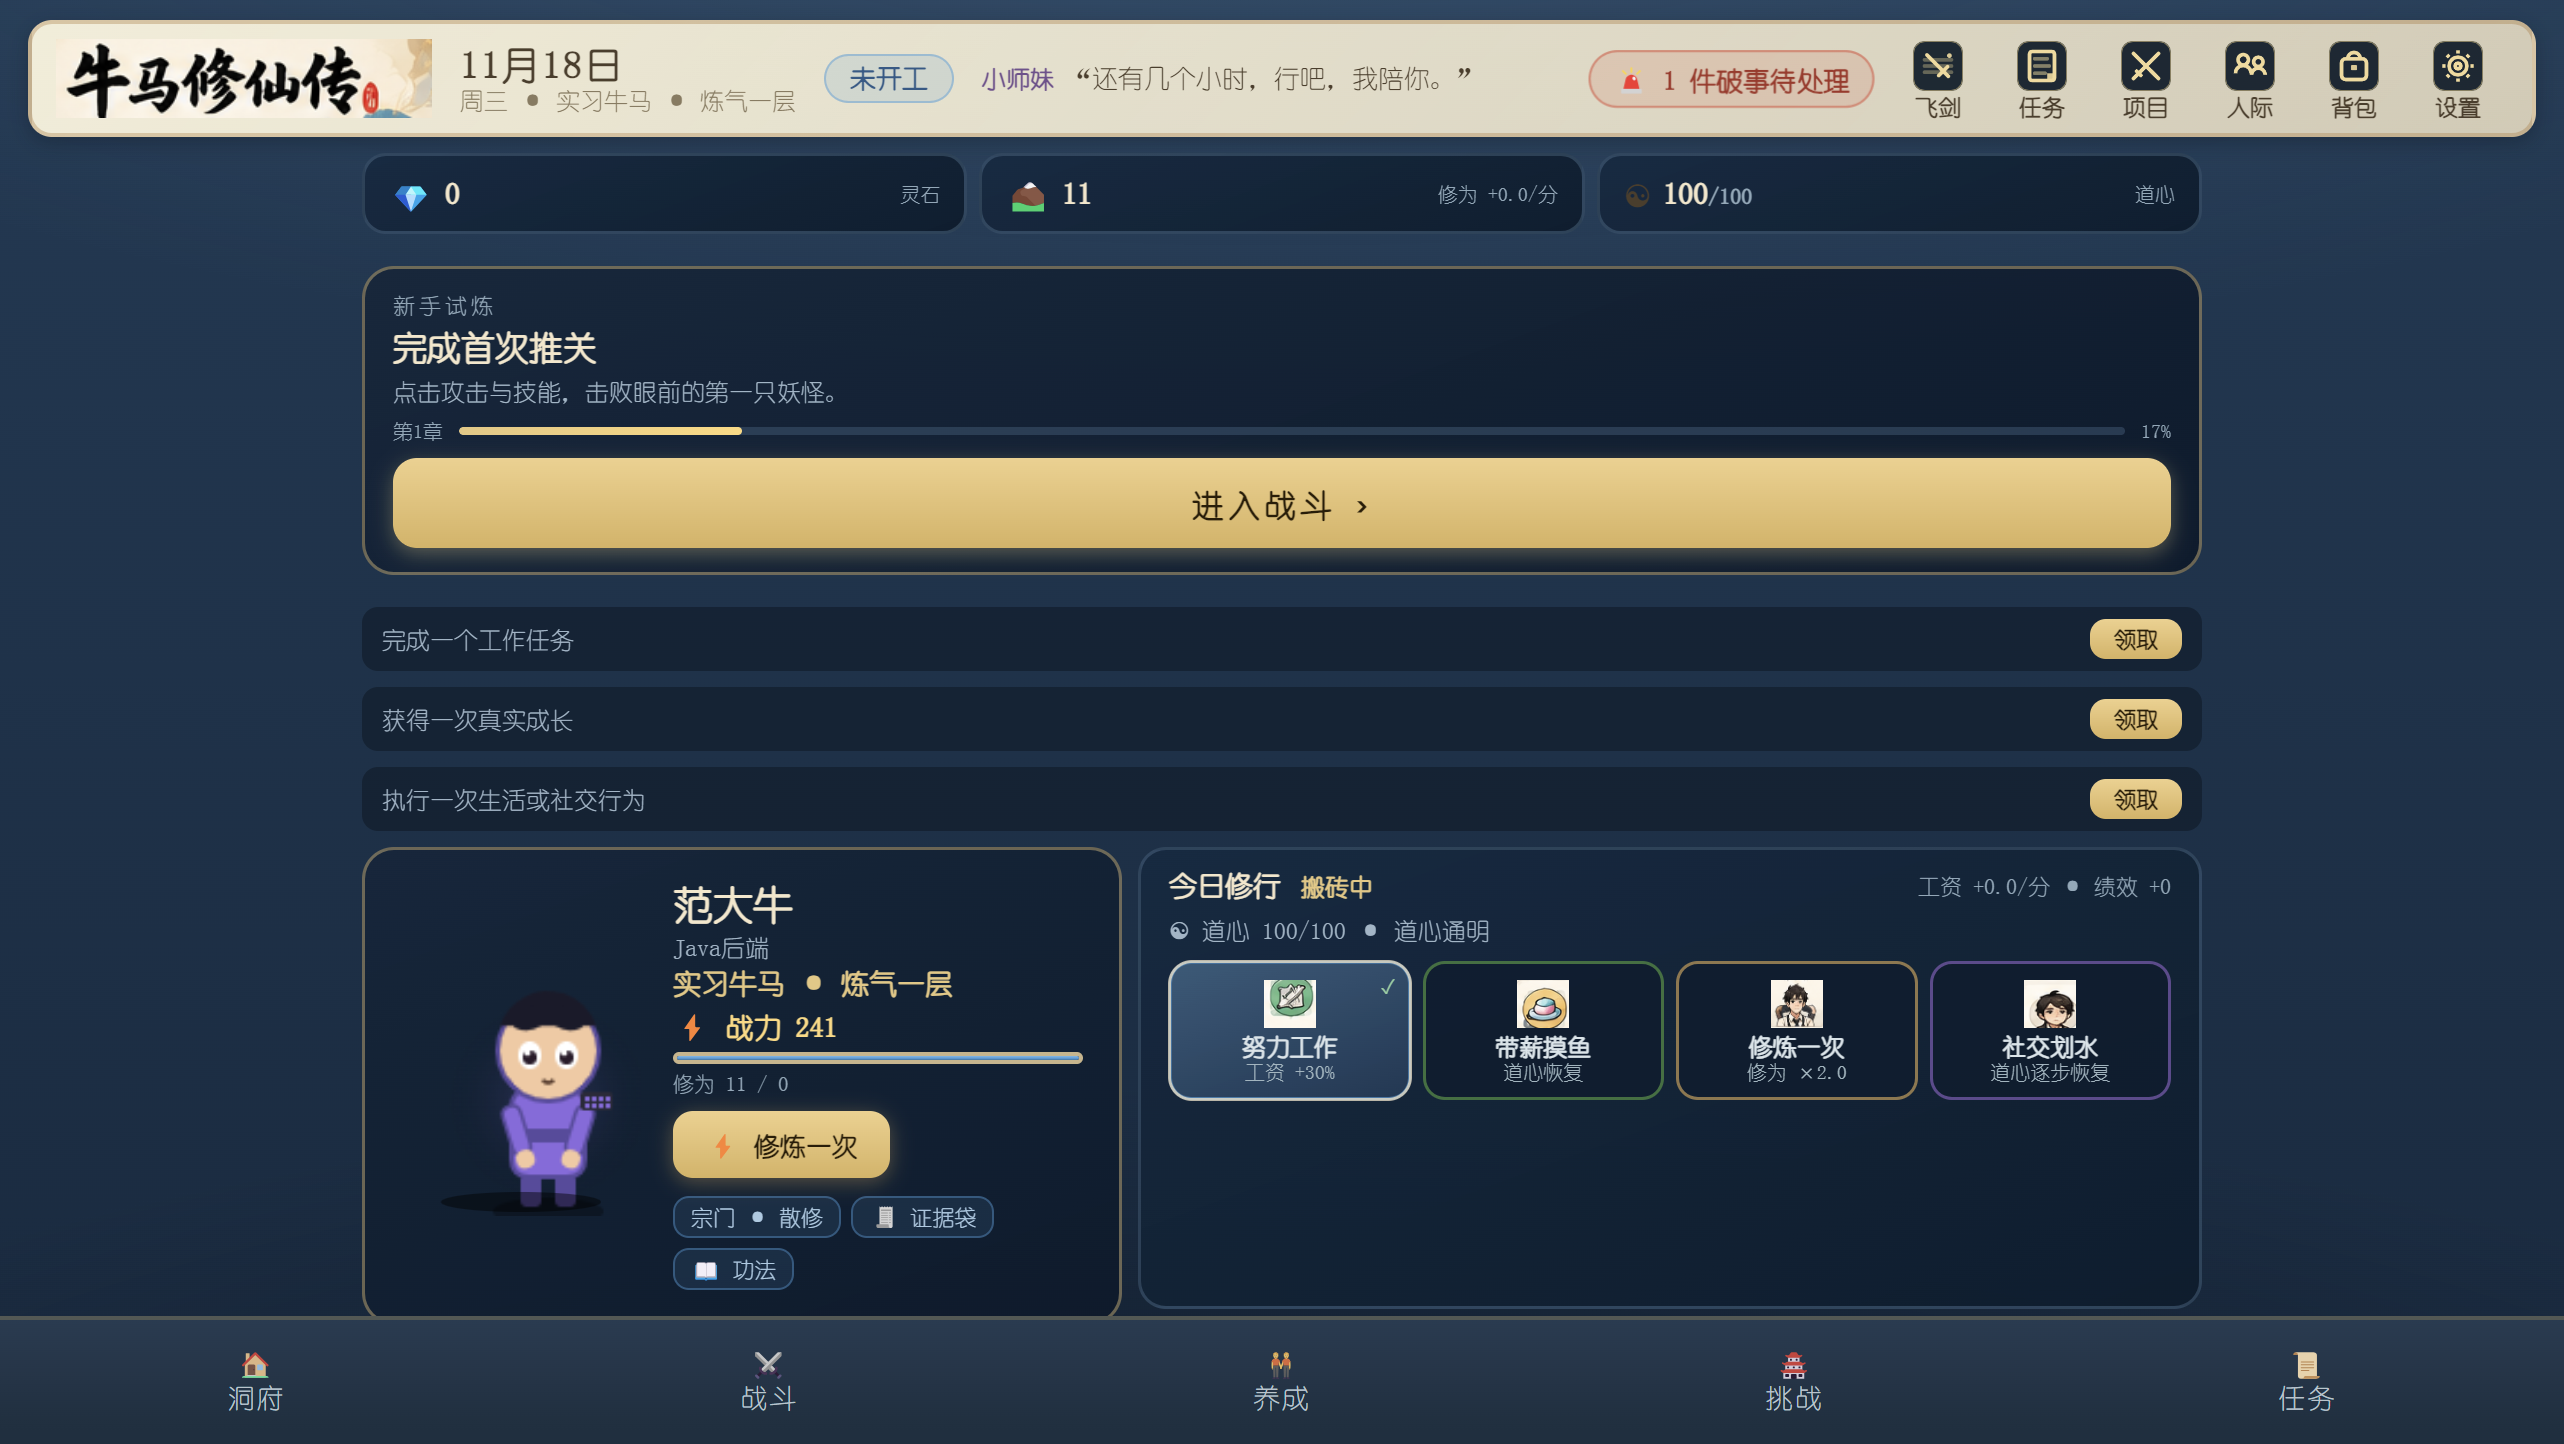 牛马修仙传
11月18日
周三 • 实习牛马 • 炼气一层
未开工
小师妹 “还有几个小时，行吧，我陪你。”
1 件破事待处理
飞剑
任务
项目
人际
背包
设置
0 灵石
11 修为 +0.0/分
100/100 道心
新手试炼
完成首次推关
点击攻击与技能，击败眼前的第一只妖怪。
第1章 17%
进入战斗 ›
完成一个工作任务 领取
获得一次真实成长 领取
执行一次生活或社交行为 领取
范大牛
Java后端
实习牛马 • 炼气一层
战力 241
修为 11 / 0
修炼一次
宗门 • 散修
证据袋
功法
今日修行 搬砖中 工资 +0.0/分 • 绩效 +0
道心 100/100 • 道心通明
✓
努力工作
工资 +30%
带薪摸鱼
道心恢复
修炼一次
修为 ×2.0
社交划水
道心逐步恢复
洞府
战斗
养成
挑战
任务